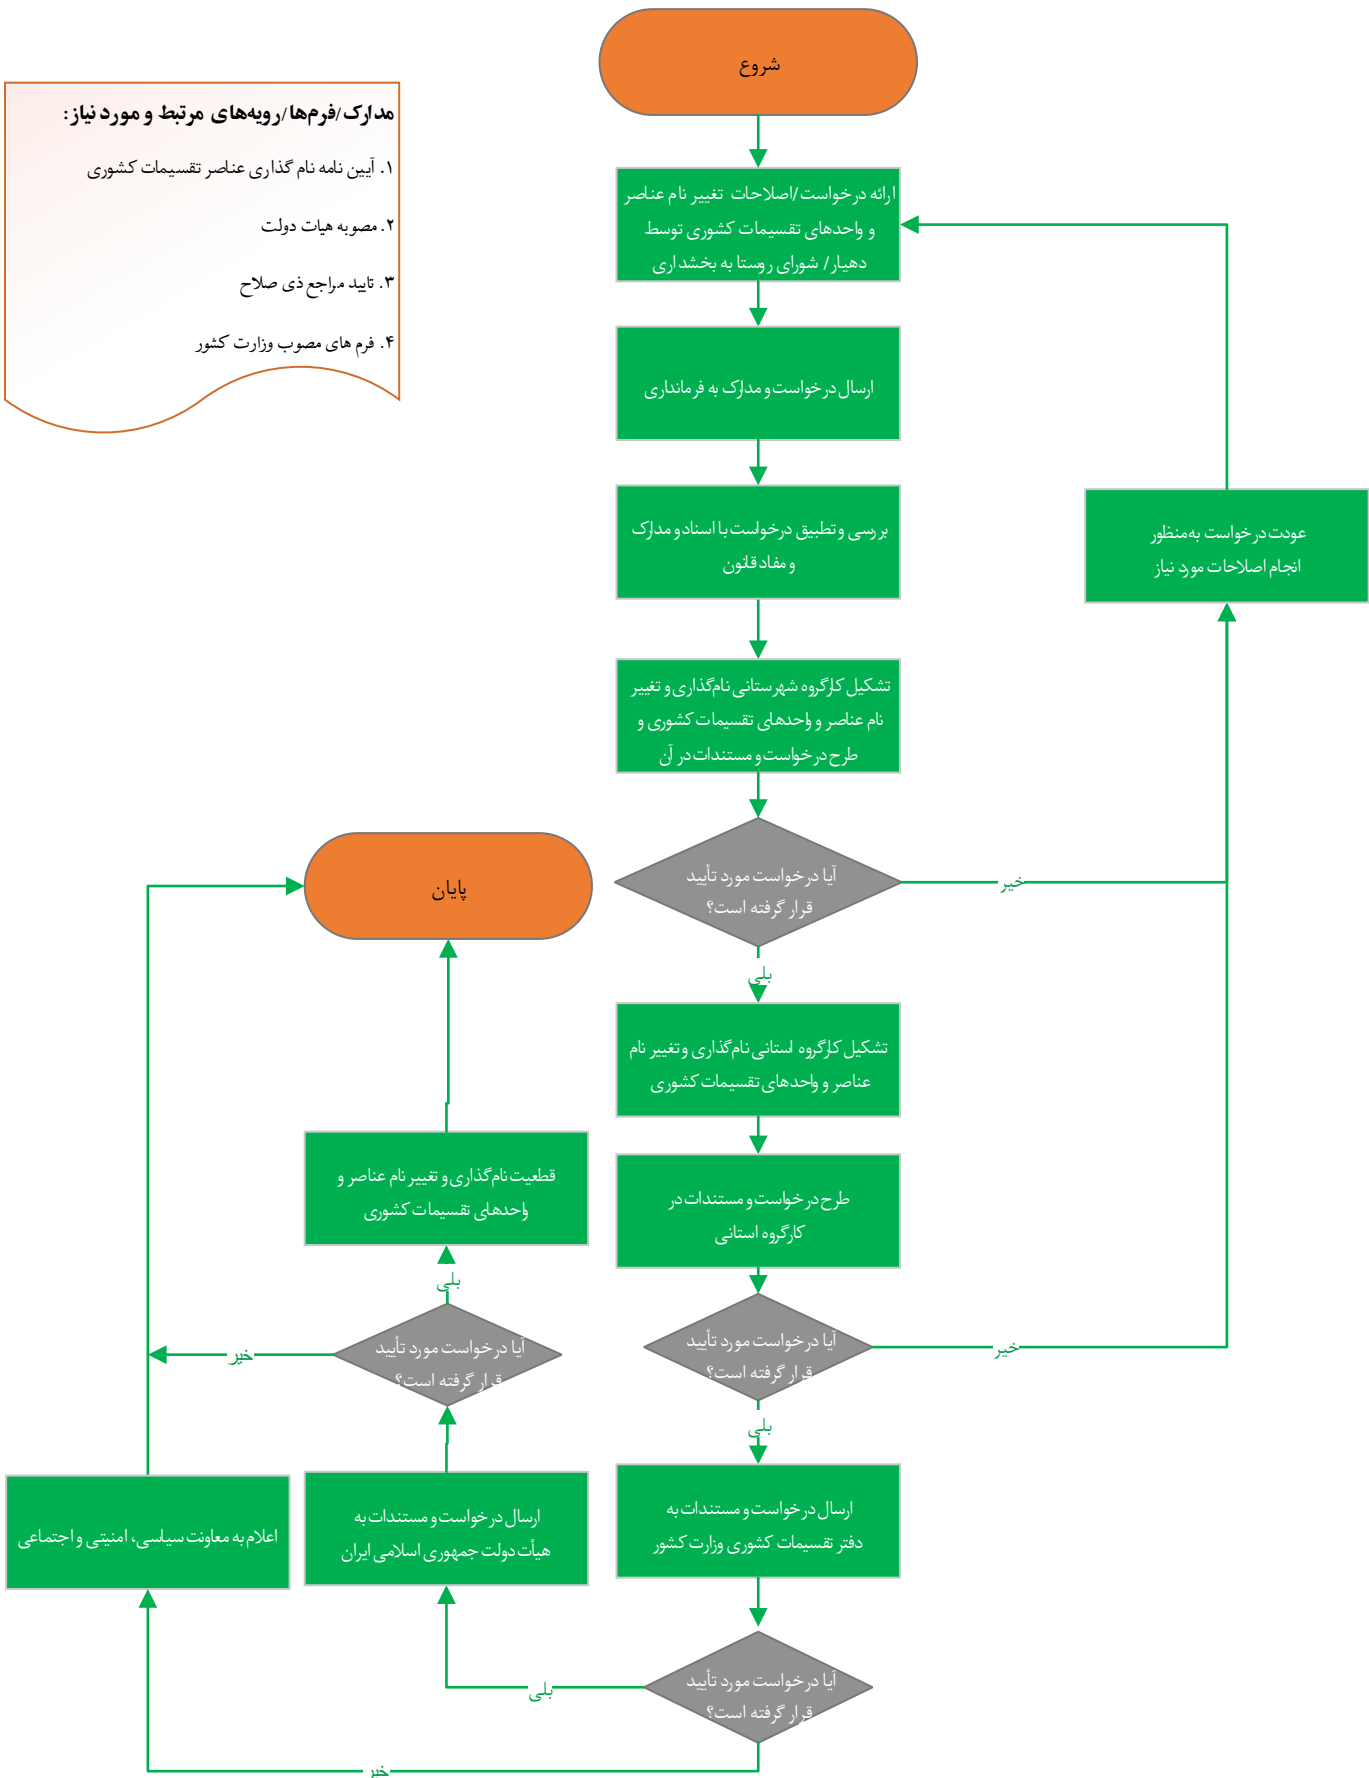 شروع
مدارک/فرم‌ها/رویه‌های مرتبط و مورد نیاز:
۱. آیین نامه نام گذاری عناصر تقسیمات کشوری
۲. مصوبه هیات دولت
۳. تایید مراجع ذی صلاح
۴. فرم های مصوب وزارت کشور
ارائه درخواست/اصلاحات تغییر نام عناصر
و واحدهای تقسیمات کشوری توسط
دهیار/ شورای روستا به بخشداری
ارسال درخواست و مدارک به فرمانداری
بررسی و تطبیق درخواست با اسناد و مدارک
و مفاد قانون
عودت درخواست به‌منظور
انجام اصلاحات مورد نیاز
تشکیل کارگروه شهرستانی نام‌گذاری و تغییر
نام عناصر و واحدهای تقسیمات کشوری و
طرح درخواست و مستندات در آن
آیا درخواست مورد تأیید
قرار گرفته است؟
خیر
بلی
پایان
تشکیل کارگروه استانی نام‌گذاری و تغییر نام
عناصر و واحدهای تقسیمات کشوری
طرح درخواست و مستندات در
کارگروه استانی
قطعیت نام‌گذاری و تغییر نام عناصر و
واحدهای تقسیمات کشوری
بلی
آیا درخواست مورد تأیید
قرار گرفته است؟
خیر
بلی
آیا درخواست مورد تأیید
قرار گرفته است؟
خیر
ارسال درخواست و مستندات به
دفتر تقسیمات کشوری وزارت کشور
ارسال درخواست و مستندات به
هیأت دولت جمهوری اسلامی ایران
اعلام به معاونت سیاسی، امنیتی و اجتماعی
آیا درخواست مورد تأیید
قرار گرفته است؟
بلی
خیر